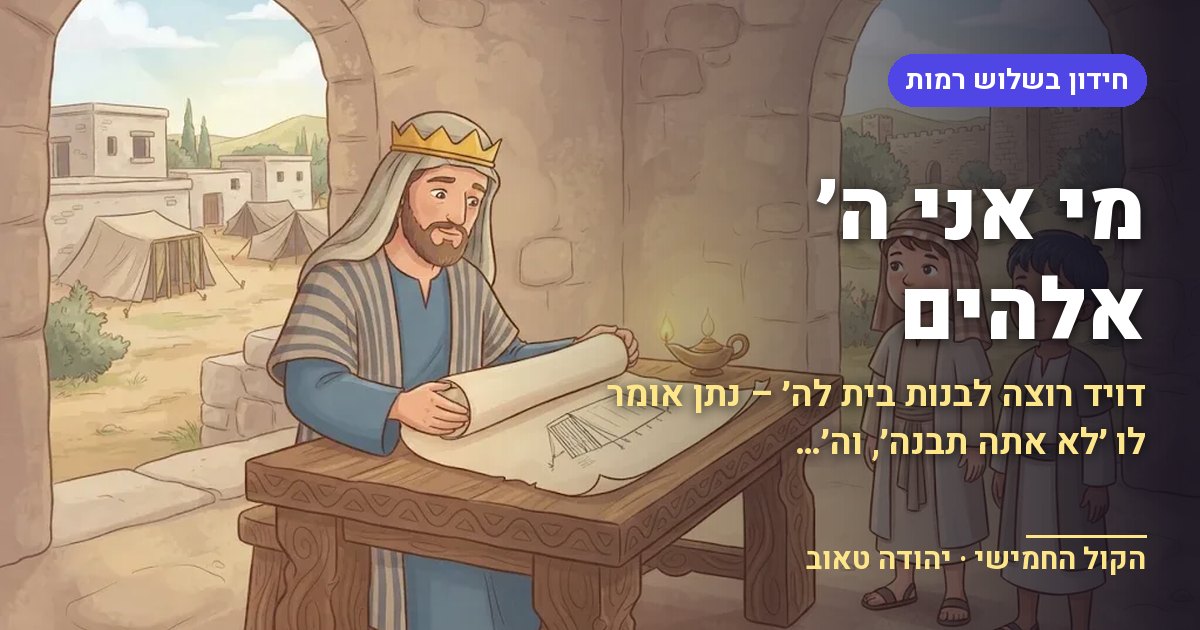 חידון בשלוש רמות
מי אני ה׳
אלהים
דויד רוצה לבנות בית לה׳ – נתן אומר
לו ׳לא אתה תבנה׳, וה׳...
הקול החמישי · יהודה טאוב